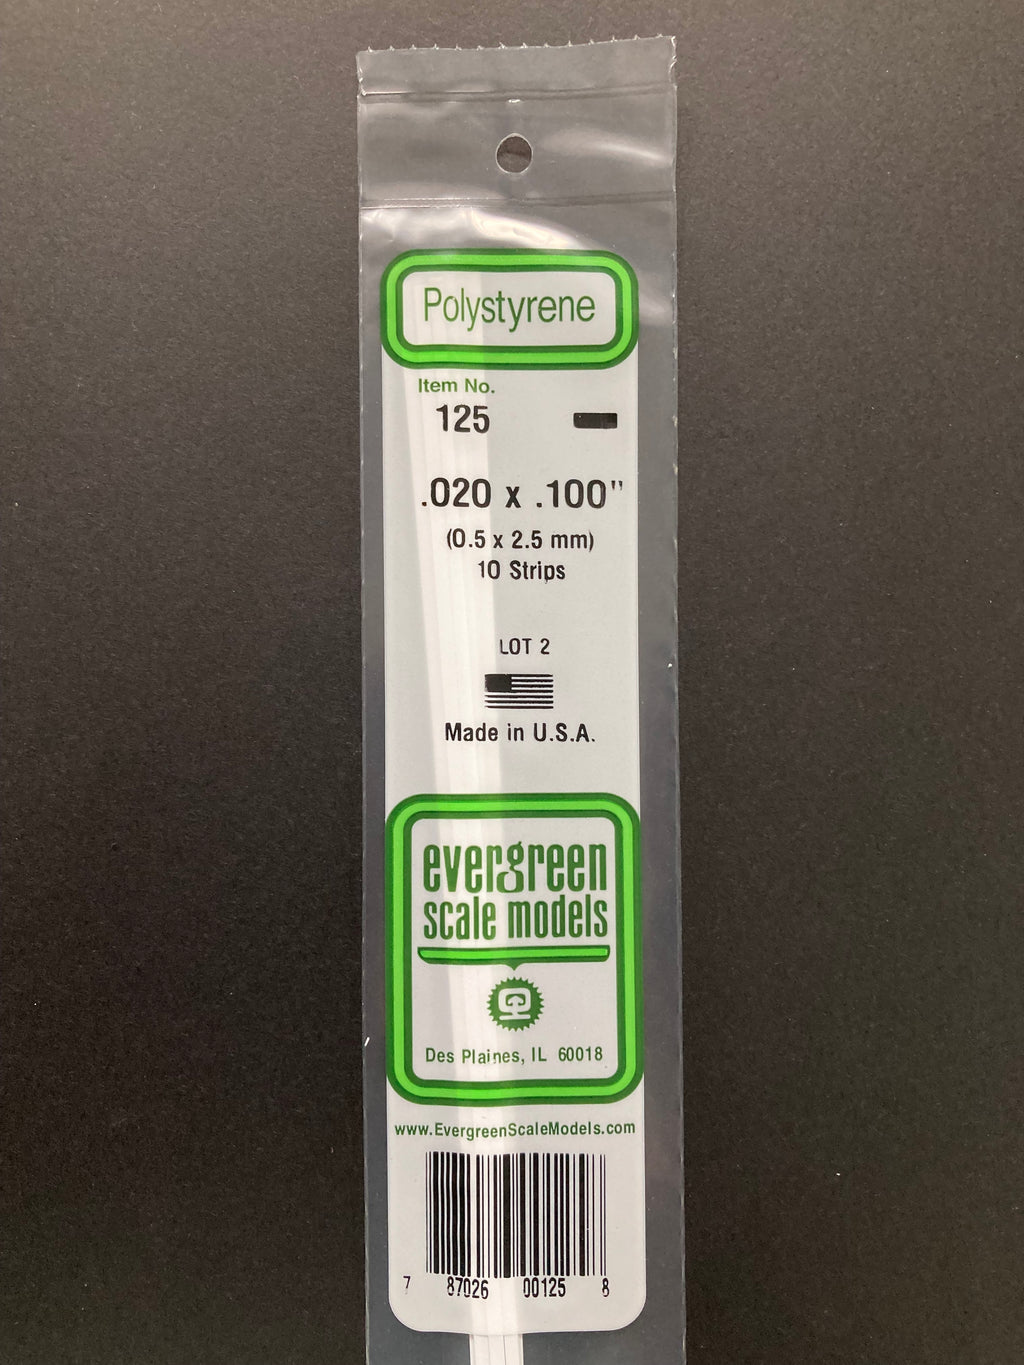 Polystyrene
Item No.
125
.020 x .100"
(0.5 x 2.5 mm)
10 Strips
LOT 2
Made in U.S.A.
evergreen
scale models
Des Plaines, IL 60018
www.EvergreenScaleModels.com
7 87026 00125 8